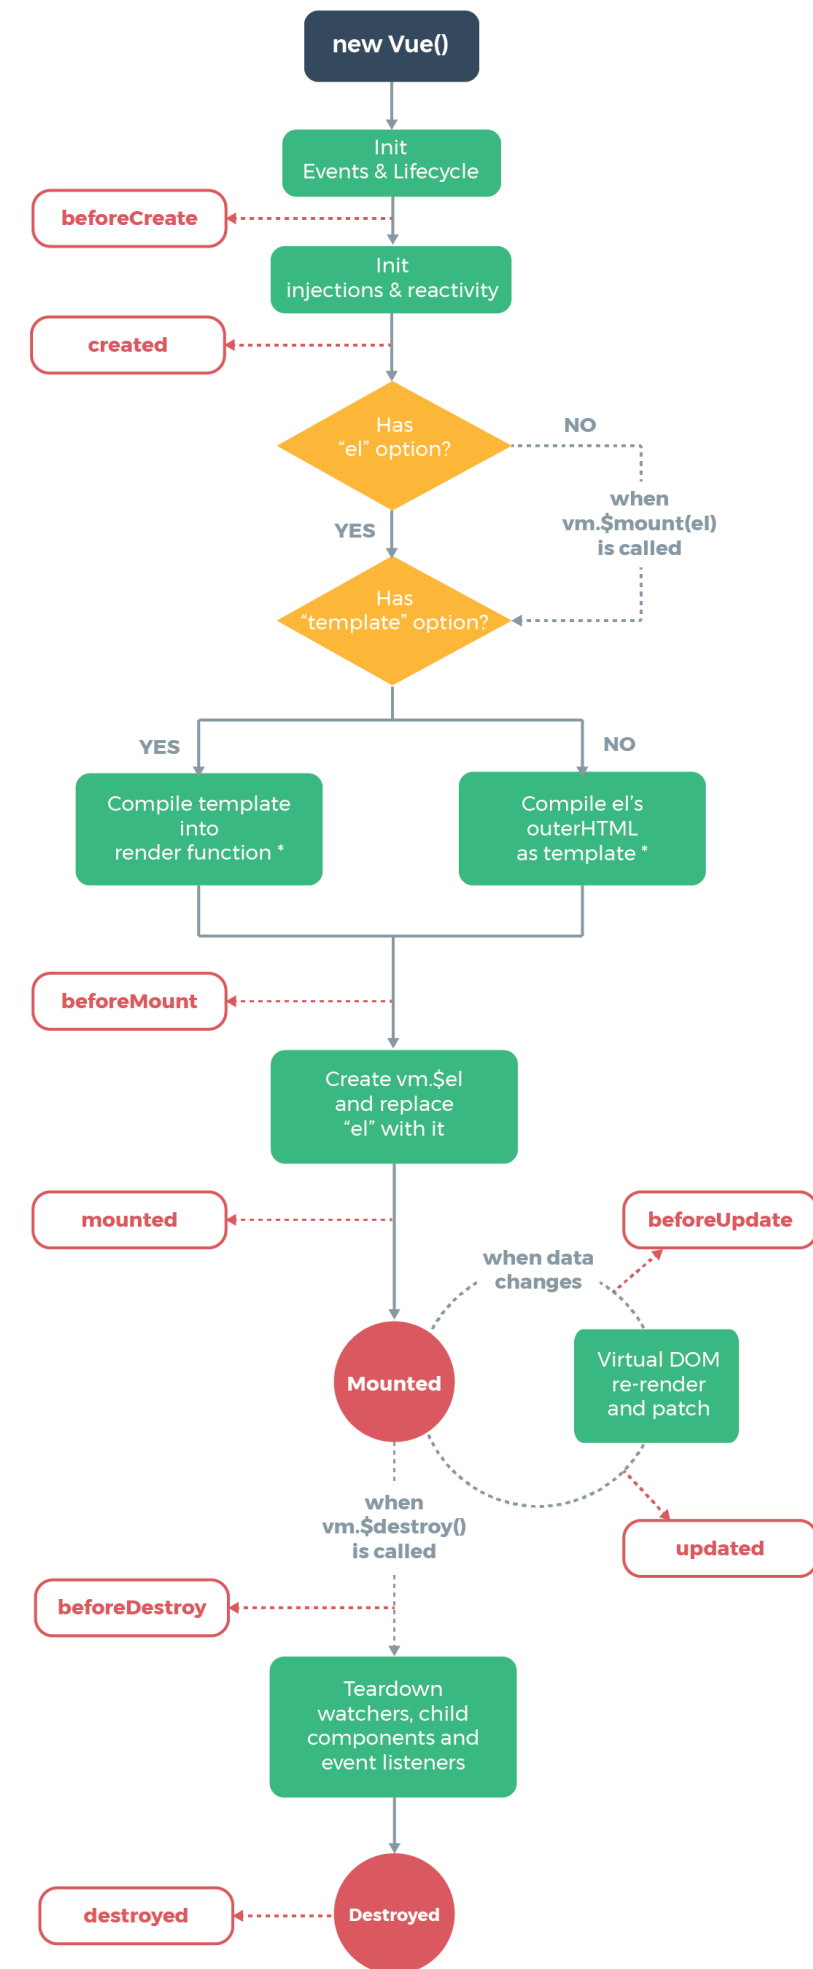 new Vue()
Init
Events & Lifecycle
beforeCreate
Init
injections & reactivity
created
Has
“el” option?
NO
when
vm.$mount(el)
is called
YES
Has
“template” option?
YES
NO
Compile template
into
render function *
Compile el’s
outerHTML
as template *
beforeMount
Create vm.$el
and replace
“el” with it
mounted
beforeUpdate
when data
changes
Mounted
Virtual DOM
re-render
and patch
when
vm.$destroy()
is called
updated
beforeDestroy
Teardown
watchers, child
components and
event listeners
destroyed
Destroyed